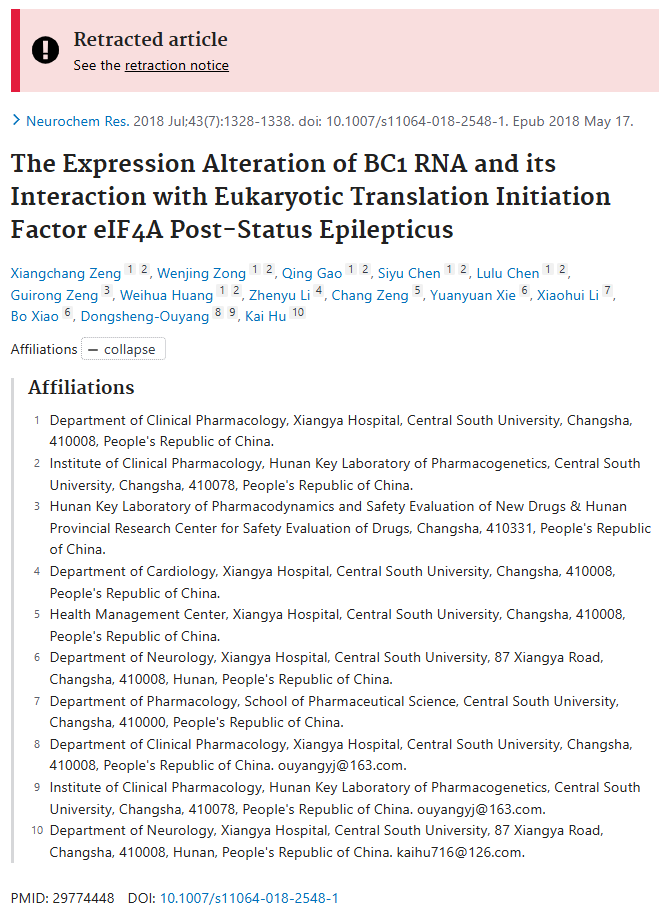 Retracted article
See the retraction notice
Neurochem Res. 2018 Jul;43(7):1328-1338. doi: 10.1007/s11064-018-2548-1. Epub 2018 May 17.
The Expression Alteration of BC1 RNA and its
Interaction with Eukaryotic Translation Initiation
Factor eIF4A Post-Status Epilepticus
Xiangchang Zeng 1 2, Wenjing Zong 1 2, Qing Gao 1 2, Siyu Chen 1 2, Lulu Chen 1 2,
Guirong Zeng 3, Weihua Huang 1 2, Zhenyu Li 4, Chang Zeng 5, Yuanyuan Xie 6, Xiaohui Li 7,
Bo Xiao 6, Dongsheng-Ouyang 8 9, Kai Hu 10
Affiliations — collapse
Affiliations
1 Department of Clinical Pharmacology, Xiangya Hospital, Central South University, Changsha,
410008, People's Republic of China.
2 Institute of Clinical Pharmacology, Hunan Key Laboratory of Pharmacogenetics, Central South
University, Changsha, 410078, People's Republic of China.
3 Hunan Key Laboratory of Pharmacodynamics and Safety Evaluation of New Drugs & Hunan
Provincial Research Center for Safety Evaluation of Drugs, Changsha, 410331, People's Republic
of China.
4 Department of Cardiology, Xiangya Hospital, Central South University, Changsha, 410008,
People's Republic of China.
5 Health Management Center, Xiangya Hospital, Central South University, Changsha, 410008,
People's Republic of China.
6 Department of Neurology, Xiangya Hospital, Central South University, 87 Xiangya Road,
Changsha, 410008, Hunan, People's Republic of China.
7 Department of Pharmacology, School of Pharmaceutical Science, Central South University,
Changsha, 410000, People's Republic of China.
8 Department of Clinical Pharmacology, Xiangya Hospital, Central South University, Changsha,
410008, People's Republic of China. ouyangyj@163.com.
9 Institute of Clinical Pharmacology, Hunan Key Laboratory of Pharmacogenetics, Central South
University, Changsha, 410078, People's Republic of China. ouyangyj@163.com.
10 Department of Neurology, Xiangya Hospital, Central South University, 87 Xiangya Road,
Changsha, 410008, Hunan, People's Republic of China. kaihu716@126.com.
PMID: 29774448 DOI: 10.1007/s11064-018-2548-1